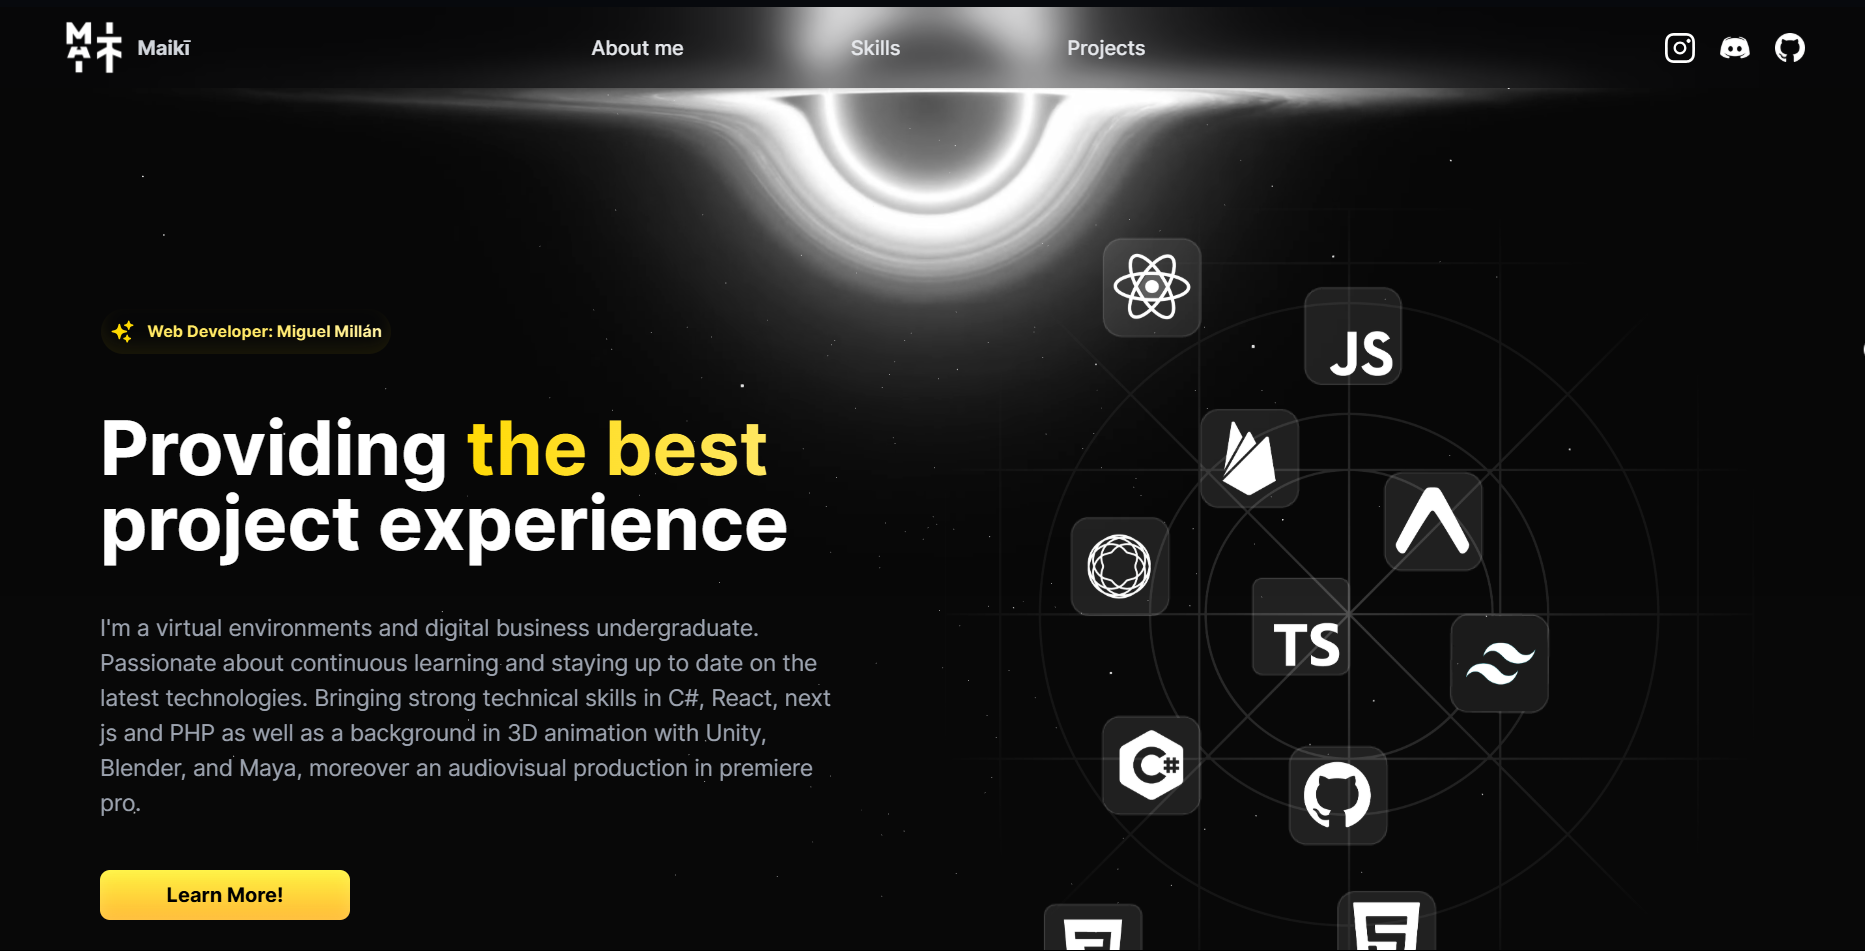 MAI
Maikī
About me
Skills
Projects
Web Developer: Miguel Millán
Providing the best
project experience
I'm a virtual environments and digital business undergraduate.
Passionate about continuous learning and staying up to date on the
latest technologies. Bringing strong technical skills in C#, React, next
js and PHP as well as a background in 3D animation with Unity,
Blender, and Maya, moreover an audiovisual production in premiere
pro.
Learn More!
JS
TS
C#